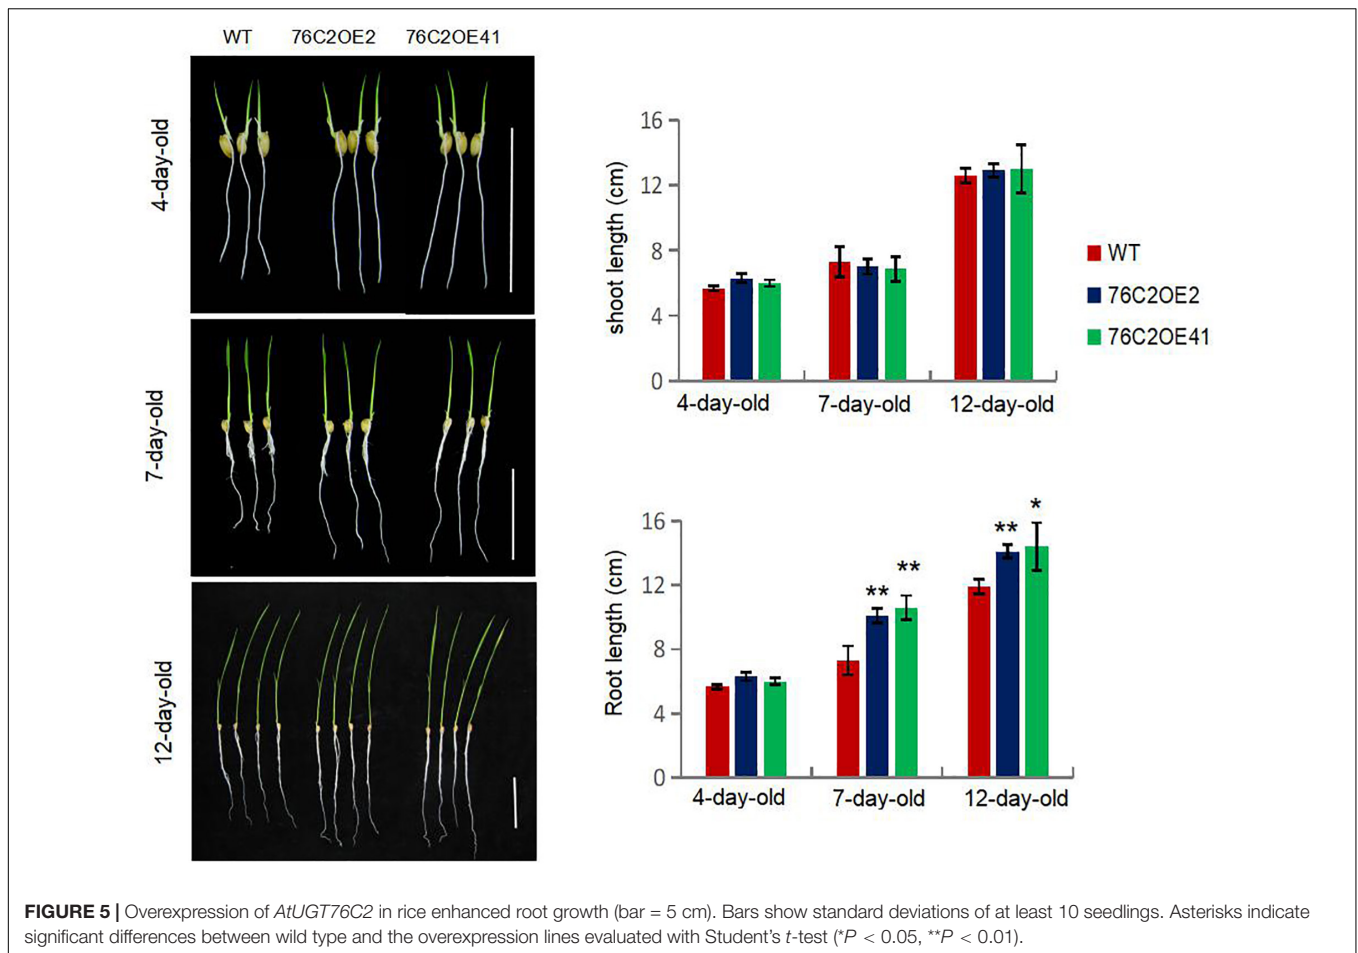 WT 76C2OE2 76C2OE41
4-day-old
7-day-old
12-day-old
shoot length (cm)
16
12
8
4
0
4-day-old 7-day-old 12-day-old
WT
76C2OE2
76C2OE41
Root length (cm)
16
12
8
4
0
** ** ** *
4-day-old 7-day-old 12-day-old
FIGURE 5 | Overexpression of AtUGT76C2 in rice enhanced root growth (bar = 5 cm). Bars show standard deviations of at least 10 seedlings. Asterisks indicate
significant differences between wild type and the overexpression lines evaluated with Student's t-test (*P < 0.05, **P < 0.01).